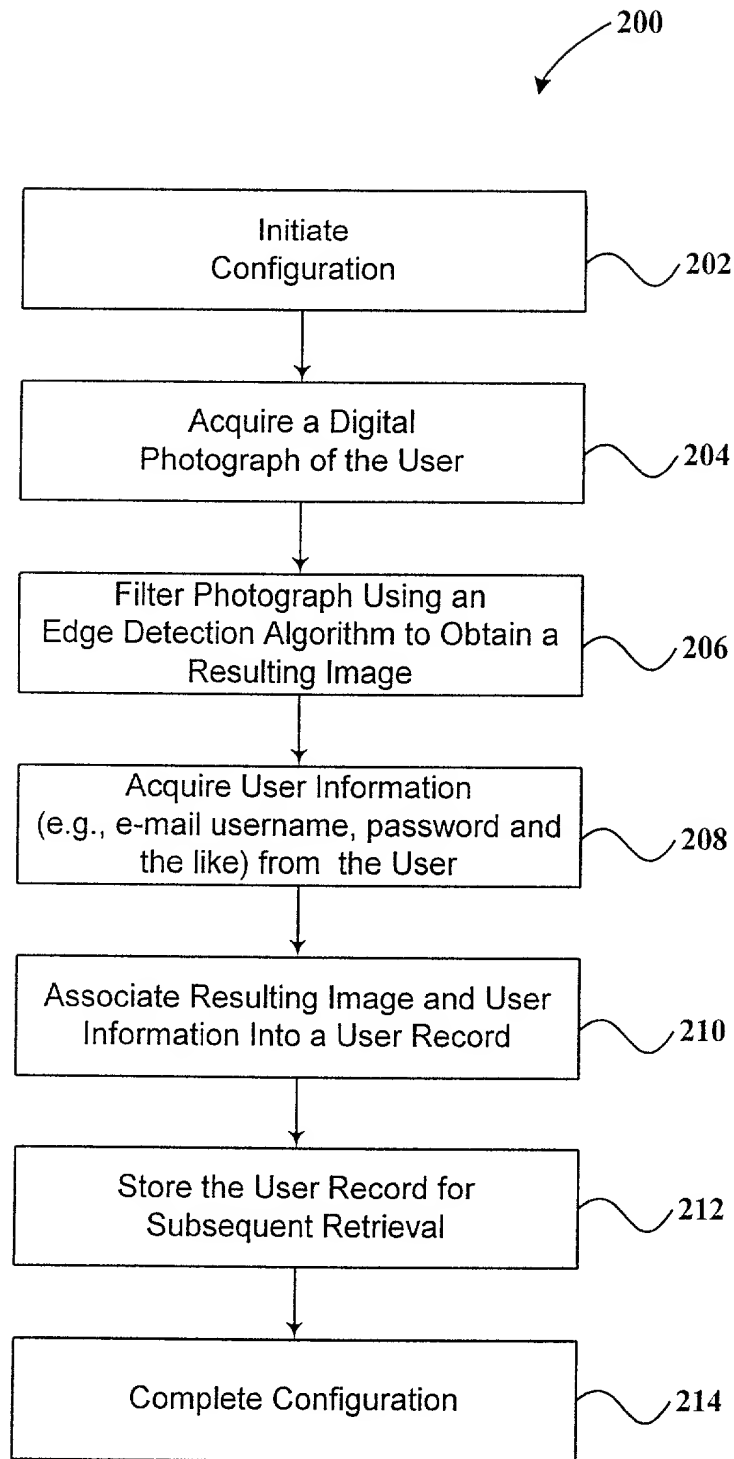 200
Initiate
Configuration
202
Acquire a Digital
Photograph of the User
204
Filter Photograph Using an
Edge Detection Algorithm to Obtain a
Resulting Image
206
Acquire User Information
(e.g., e-mail username, password and
the like) from the User
208
Associate Resulting Image and User
Information Into a User Record
210
Store the User Record for
Subsequent Retrieval
212
Complete Configuration
214